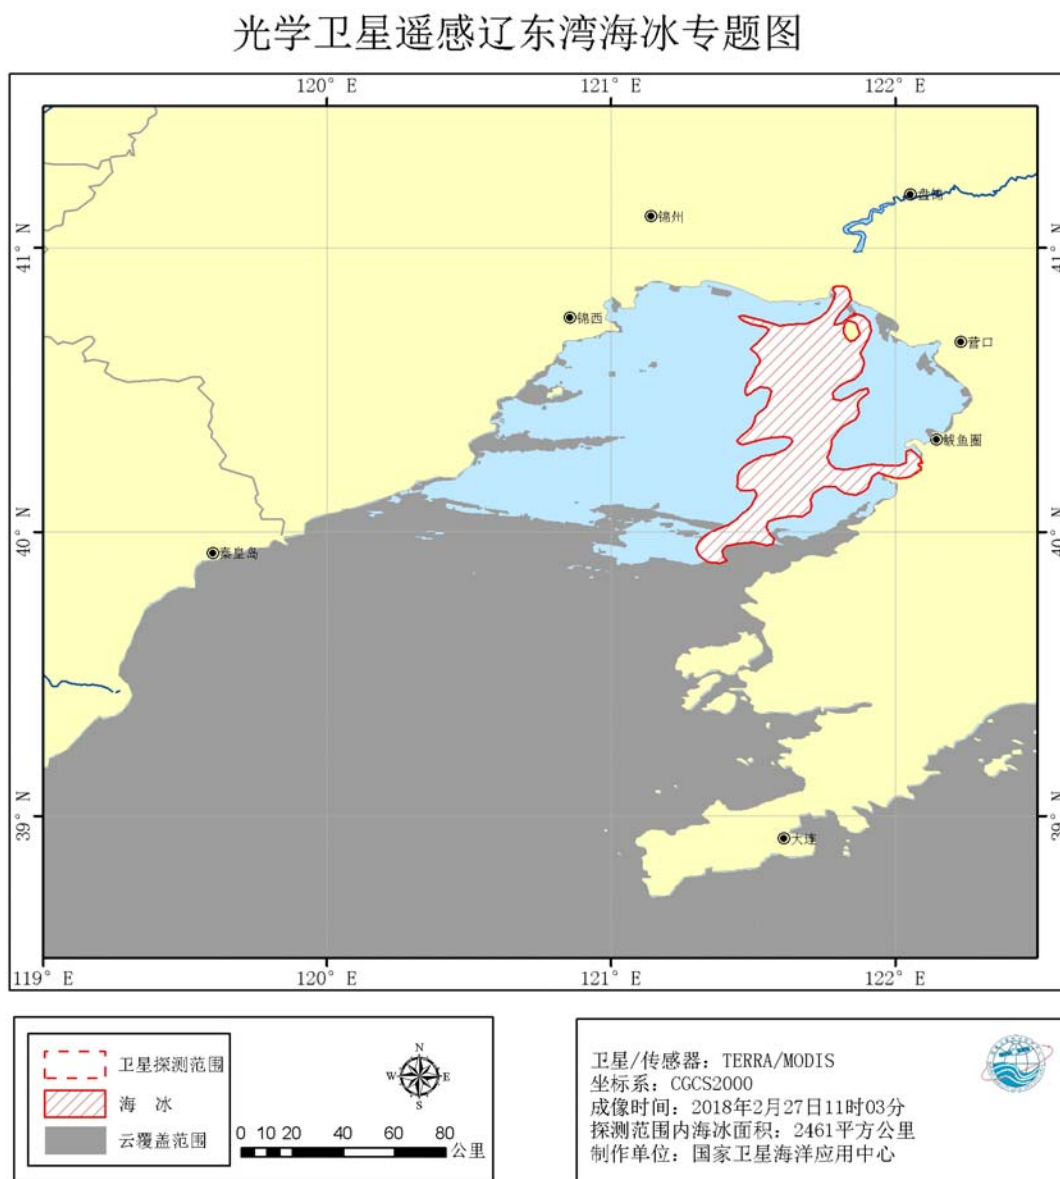 光学卫星遥感辽东湾海冰专题图
120° E 121° E 122° E
盘锦
锦州
41° N 41° N
锦西
营口
鲅鱼圈
40° N 40° N
秦皇岛
39° N 39° N
大连
119° E 120° E 121° E 122° E
卫星探测范围
海 冰
云覆盖范围
N
W E
S
0 10 20 40 60 80 公里
卫星/传感器: TERRA/MODIS
坐标系: CGCS2000
成像时间: 2018年2月27日11时03分
探测范围内海冰面积: 2461平方公里
制作单位: 国家卫星海洋应用中心